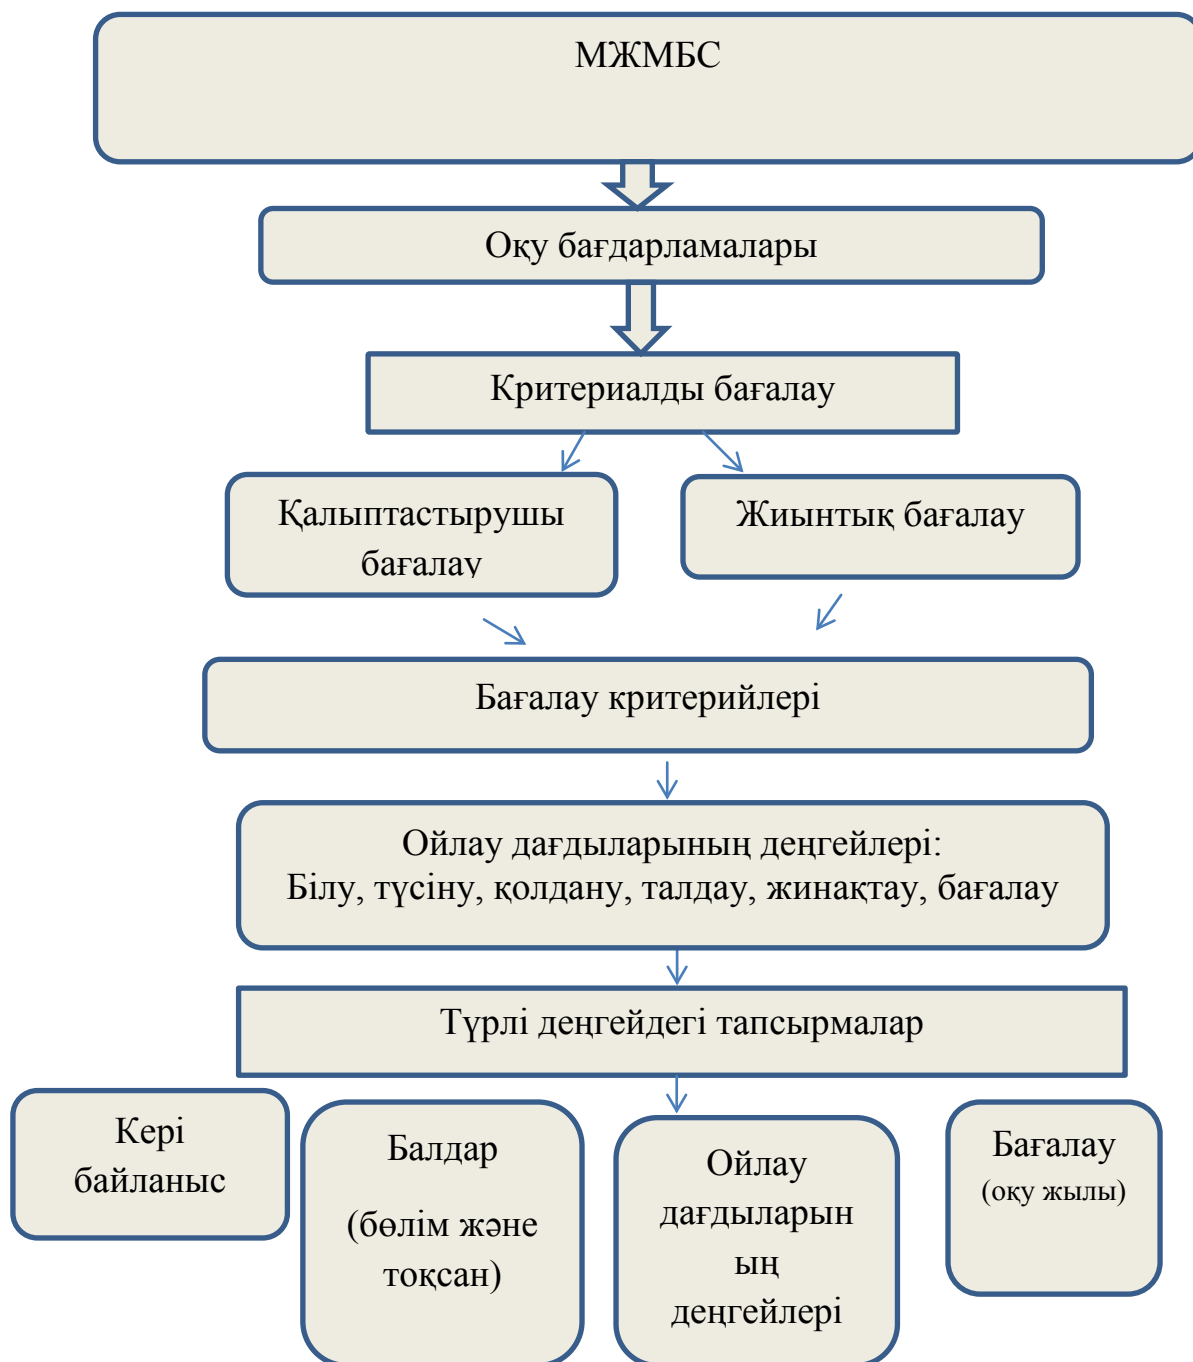 МЖМБС
Оқу бағдарламалары
Критериалды бағалау
Қалыптастырушы
бағалау
Жиынтық бағалау
Бағалау критерийлері
Ойлау дағдыларының деңгейлері:
Білу, түсіну, қолдану, талдау, жинақтау, бағалау
Түрлі деңгейдегі тапсырмалар
Кері
байланыс
Балдар
(бөлім және
тоқсан)
Ойлау
дағдыларын
ың
деңгейлері
Бағалау
(оқу жылы)